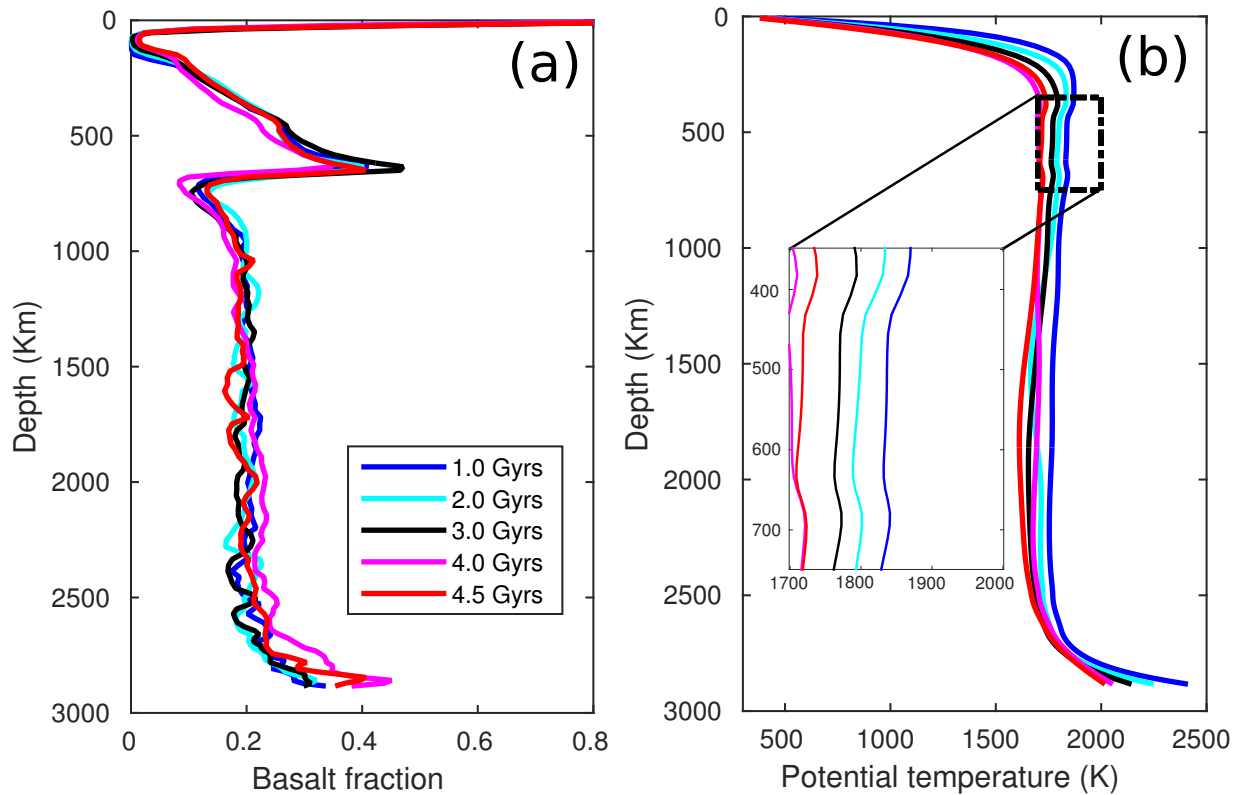 (a)
0
500
1000
1500
2000
2500
3000
Depth (Km)
0
0.2
0.4
0.6
0.8
Basalt fraction
1.0 Gyrs
2.0 Gyrs
3.0 Gyrs
4.0 Gyrs
4.5 Gyrs
(b)
0
500
1000
1500
2000
2500
3000
Depth (Km)
400
500
600
700
1700
1800
1900
2000
500
1000
1500
2000
2500
Potential temperature (K)